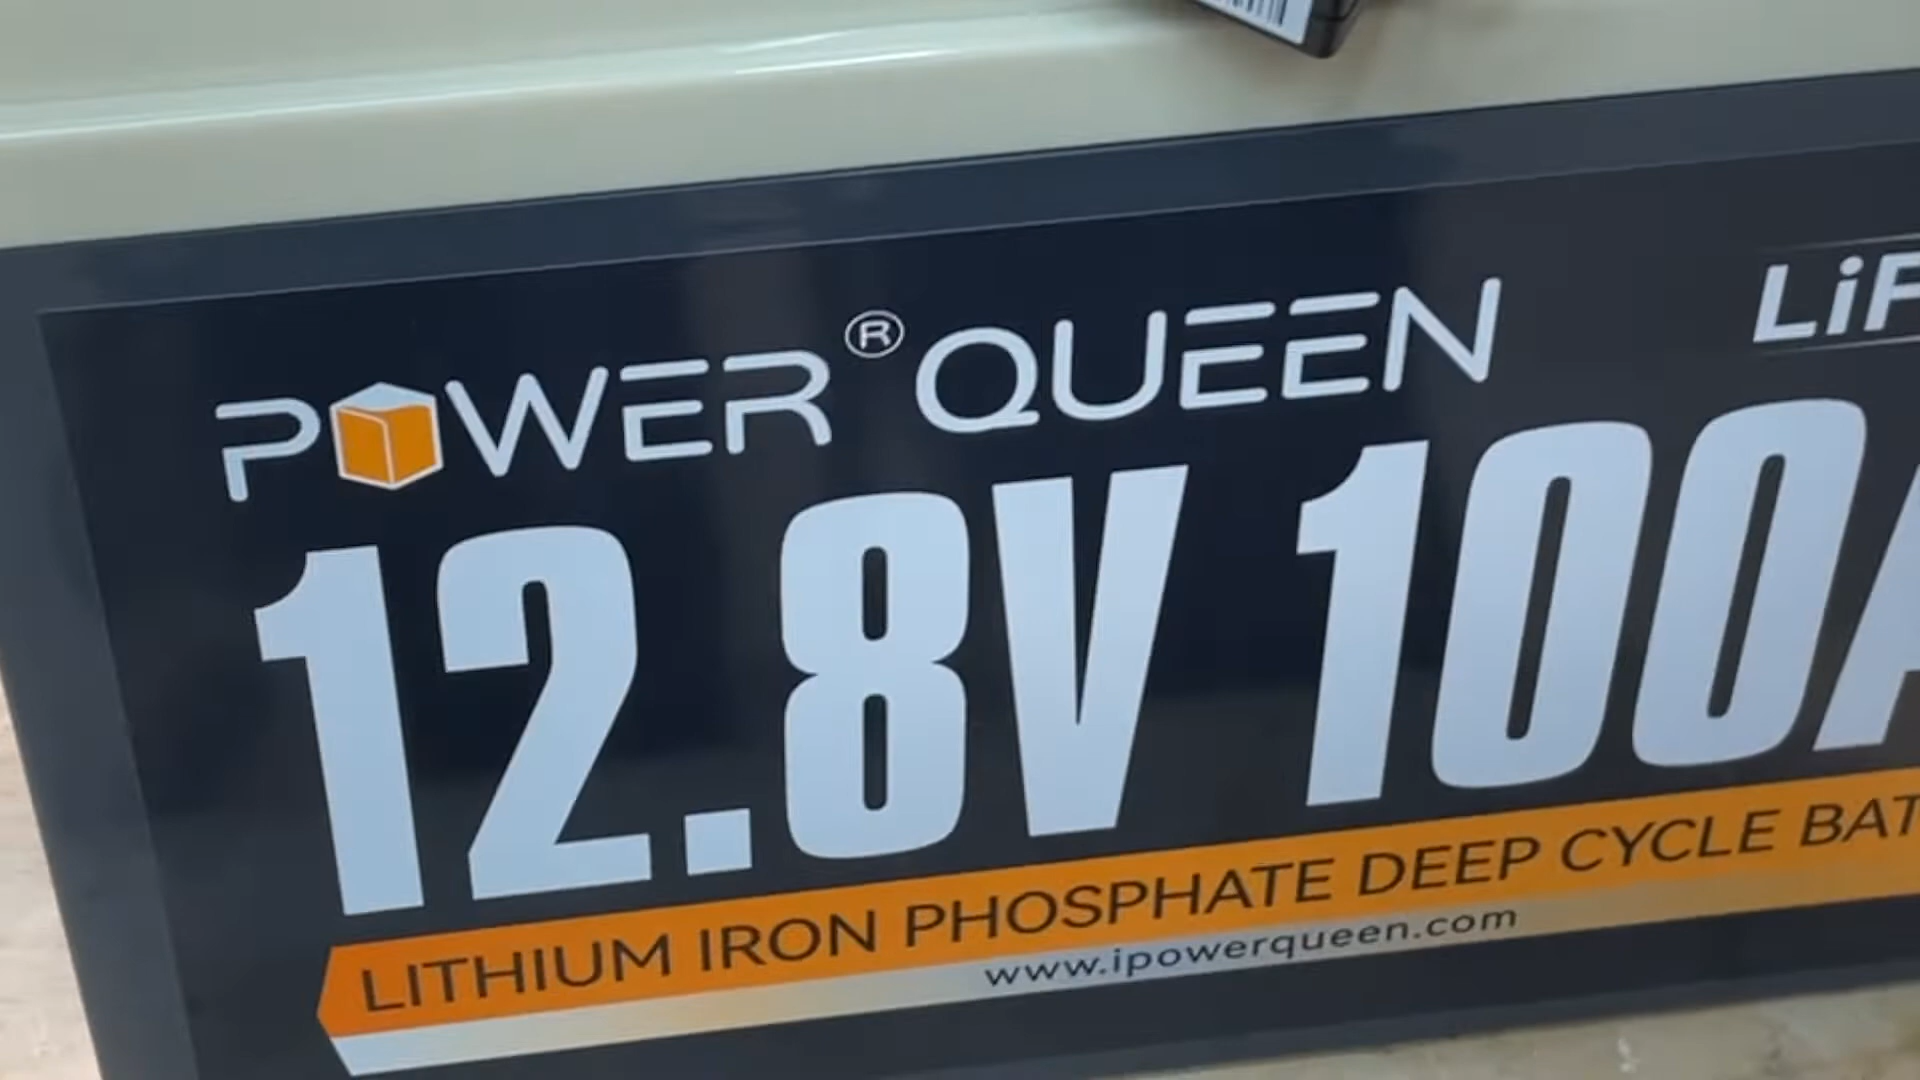 POWER® QUEEN
LiF
12.8V 100A
LITHIUM IRON PHOSPHATE DEEP CYCLE BAT
www.ipowerqueen.com